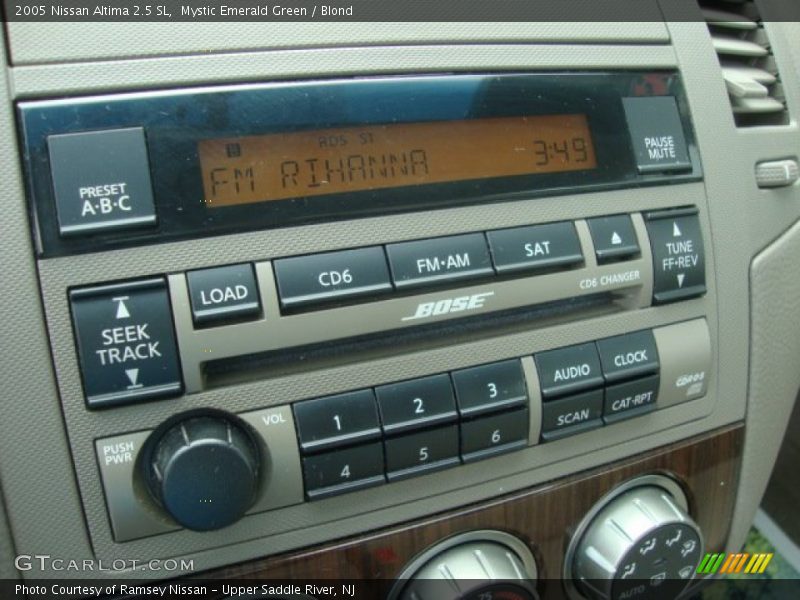 2005 Nissan Altima 2.5 SL, Mystic Emerald Green / Blond
PRESET
A·B·C
RDS ST
FM RIHANNA 3:49
PAUSE
MUTE
SEEK
TRACK
LOAD
CD6
FM·AM
SAT
TUNE
FF·REV
CD6 CHANGER
BOSE
PUSH
PWR
VOL
1
2
3
4
5
6
AUDIO
CLOCK
SCAN
CAT·RPT
AUTO
GTCARLOT.COM
Photo Courtesy of Ramsey Nissan - Upper Saddle River, NJ